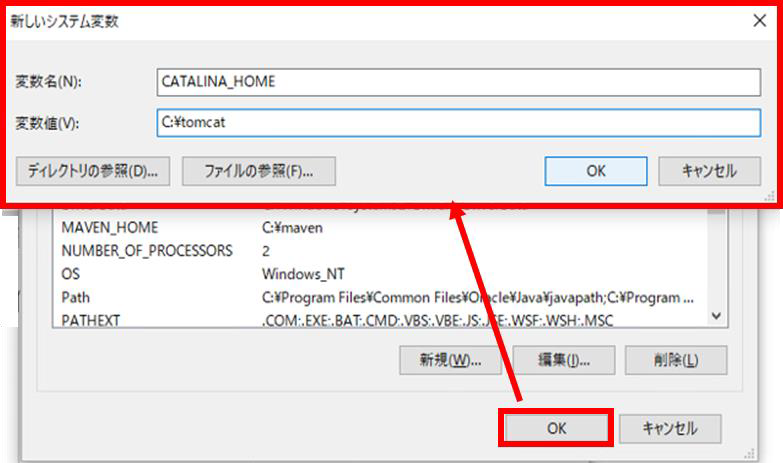 新しいシステム変数
変数名(N): CATALINA_HOME
変数値(V): C:¥tomcat
ディレクトリの参照(D)... ファイルの参照(F)... OK キャンセル
MAVEN_HOME C:¥maven
NUMBER_OF_PROCESSORS 2
OS Windows_NT
Path C:¥Program Files¥Common Files¥Oracle¥Java¥javapath;C:¥Program ...
PATHEXT .COM;.EXE;.BAT;.CMD;.VBS;.VBE;.JS;.JSE;.WSF;.WSH;.MSC
新規(W)... 編集(I)... 削除(L)
OK キャンセル